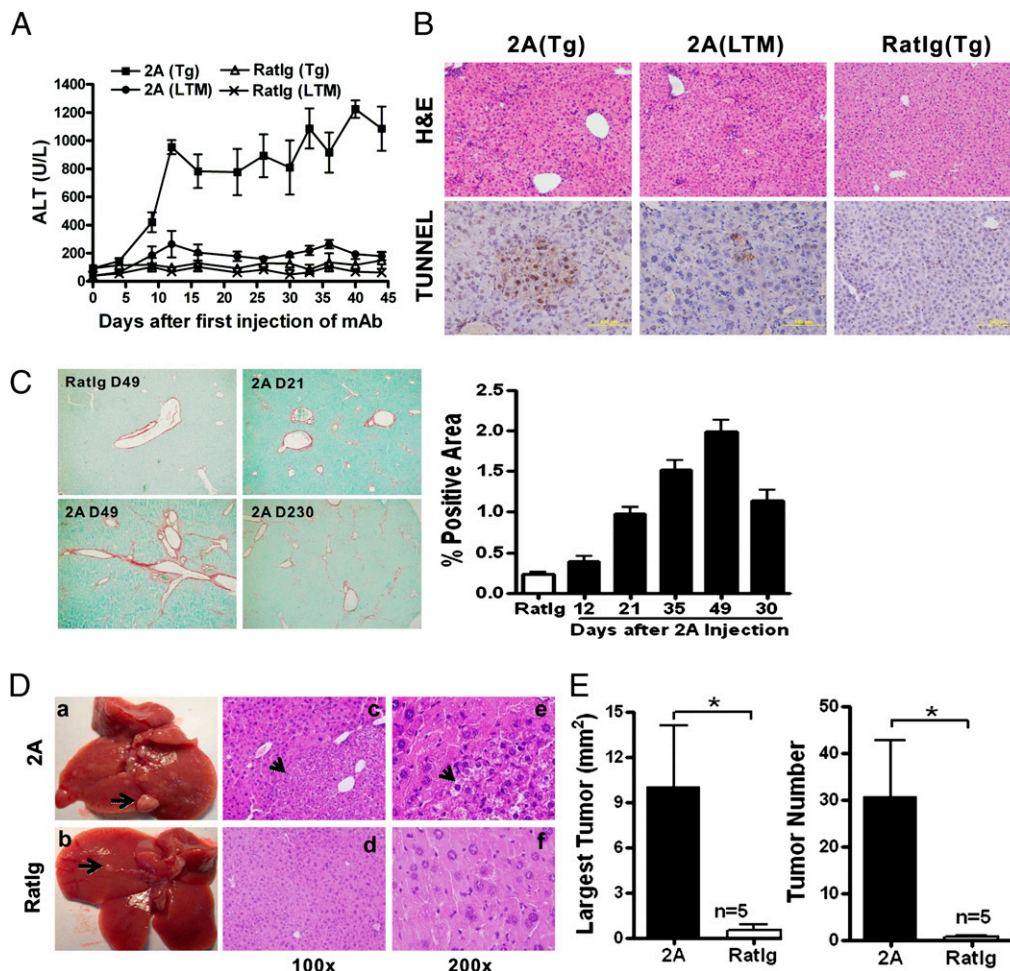 A
2A (Tg)
RatIg (Tg)
2A (LTM)
RatIg (LTM)
1400
1200
1000
800
600
400
200
0
ALT (U/L)
0 5 10 15 20 25 30 35 40 45
Days after first injection of mAb
B
2A(Tg) 2A(LTM) RatIg(Tg)
H&E
TUNNEL
C
RatIg D49
2A D21
2A D49
2A D230
2.5
2.0
1.5
1.0
0.5
0.0
% Positive Area
RatIg 12 21 35 49 30
Days after 2A Injection
D
2A
RatIg
a
c
e
b
d
f
100x 200x
E
15
12
9
6
3
0
Largest Tumor (mm²)
*
n=5
2A RatIg
50
40
30
20
10
0
Tumor Number
*
n=5
2A RatIg